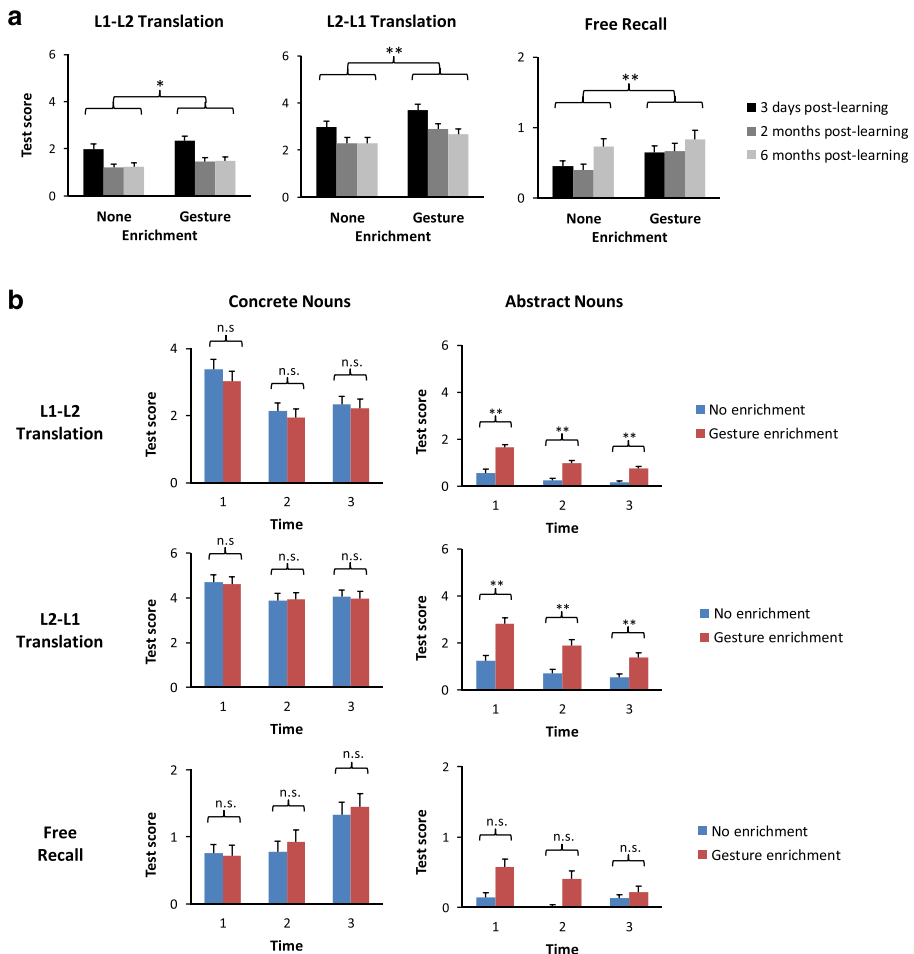 a
L1-L2 Translation
L2-L1 Translation
Free Recall
Test score
6
4
2
0
*
None
Gesture
Enrichment
6
4
2
0
**
None
Gesture
Enrichment
2
1
0
**
None
Gesture
Enrichment
3 days post-learning
2 months post-learning
6 months post-learning
b
Concrete Nouns
Abstract Nouns
L1-L2
Translation
Test score
4
2
0
n.s
n.s.
n.s.
1
2
3
Time
Test score
6
4
2
0
**
**
**
1
2
3
Time
No enrichment
Gesture enrichment
L2-L1
Translation
Test score
6
4
2
0
n.s
n.s.
n.s.
1
2
3
Time
Test score
6
4
2
0
**
**
**
1
2
3
Time
No enrichment
Gesture enrichment
Free
Recall
Test score
2
1
0
n.s.
n.s.
n.s.
1
2
3
Time
Test score
2
1
0
n.s.
n.s.
n.s.
1
2
3
Time
No enrichment
Gesture enrichment